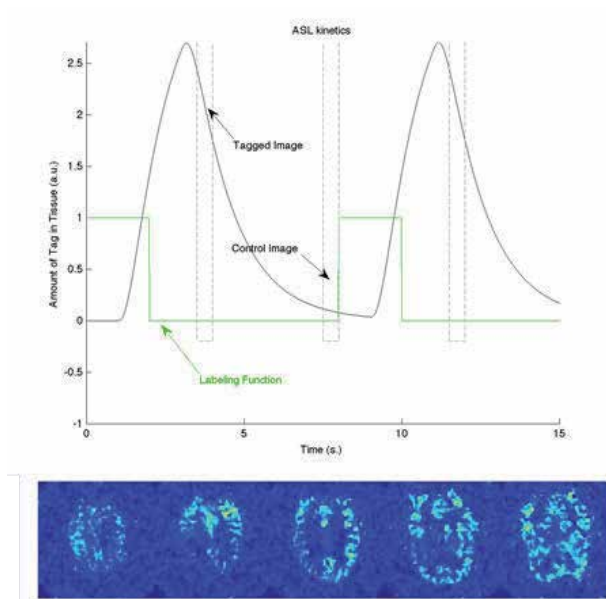 ASL kinetics
2.5
2
1.5
1
0.5
0
-0.5
-1
Amount of Tag in Tissue (a.u.)
Tagged Image
Control Image
Labeling Function
0
5
10
15
Time (s.)